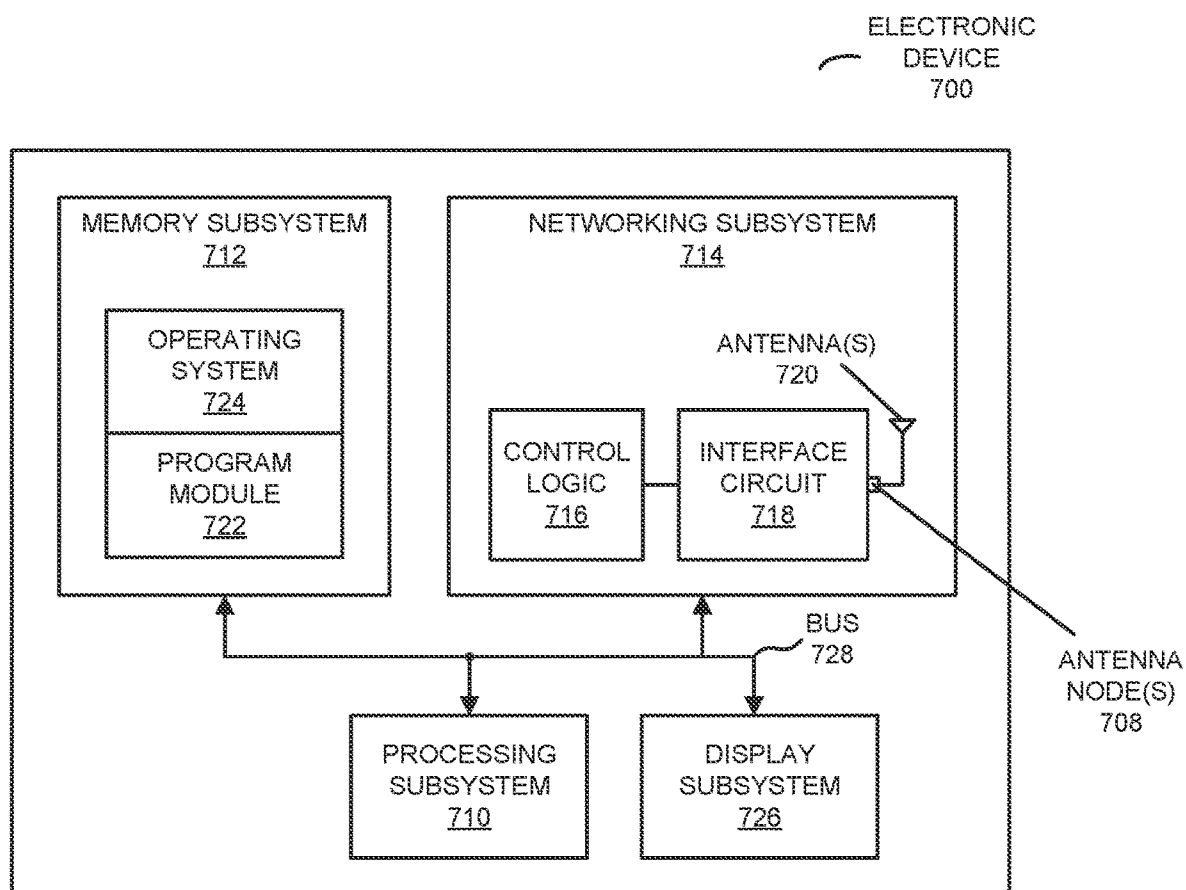 ELECTRONIC
DEVICE
700
MEMORY SUBSYSTEM
712
OPERATING
SYSTEM
724
PROGRAM
MODULE
722
NETWORKING SUBSYSTEM
714
ANTENNA(S)
720
CONTROL
LOGIC
716
INTERFACE
CIRCUIT
718
BUS
728
ANTENNA
NODE(S)
708
PROCESSING
SUBSYSTEM
710
DISPLAY
SUBSYSTEM
726